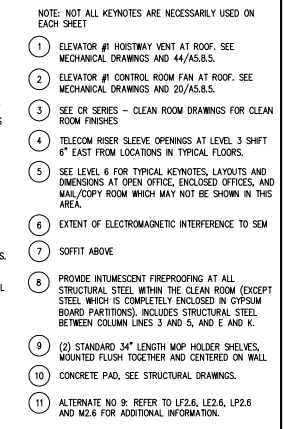 NOTE: NOT ALL KEYNOTES ARE NECESSARILY USED ON
EACH SHEET
1 ELEVATOR #1 HOISTWAY VENT AT ROOF. SEE
MECHANICAL DRAWINGS AND 44/A5.8.5.
2 ELEVATOR #1 CONTROL ROOM FAN AT ROOF. SEE
MECHANICAL DRAWINGS AND 20/A5.8.5.
3 SEE CR SERIES – CLEAN ROOM DRAWINGS FOR CLEAN
S ROOM FINISHES
4 TELECOM RISER SLEEVE OPENINGS AT LEVEL 3 SHIFT
6" EAST FROM LOCATIONS IN TYPICAL FLOORS.
5 SEE LEVEL 6 FOR TYPICAL KEYNOTES, LAYOUTS AND
DIMENSIONS AT OPEN OFFICE, ENCLOSED OFFICES, AND
MAIL/COPY ROOM WHICH MAY NOT BE SHOWN IN THIS
AREA.
6 EXTENT OF ELECTROMAGNETIC INTERFERENCE TO SEM
S. 7 SOFFIT ABOVE
L 8 PROVIDE INTUMESCENT FIREPROOFING AT ALL
STRUCTURAL STEEL WITHIN THE CLEAN ROOM (EXCEPT
STEEL WHICH IS COMPLETELY ENCLOSED IN GYPSUM
BOARD PARTITIONS). INCLUDES STRUCTURAL STEEL
BETWEEN COLUMN LINES 3 AND 5, AND E AND K.
9 (2) STANDARD 34" LENGTH MOP HOLDER SHELVES,
MOUNTED FLUSH TOGETHER AND CENTERED ON WALL
10 CONCRETE PAD, SEE STRUCTURAL DRAWINGS.
11 ALTERNATE NO 9: REFER TO LF2.6, LE2.6, LP2.6
AND M2.6 FOR ADDITIONAL INFORMATION.